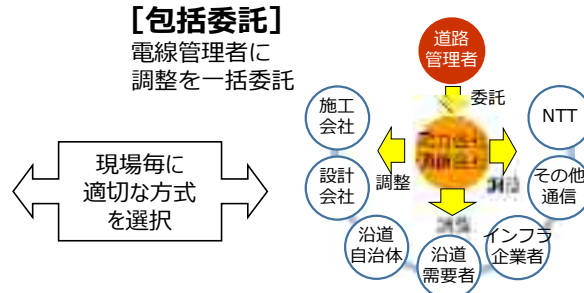 [包括委託]
電線管理者に
調整を一括委託
道路
管理者
委託
施工
会社
NTT
現場毎に
適切な方式
を選択
調整
設計
会社
その他
通信
沿道
自治体
沿道
需要者
インフラ
企業者